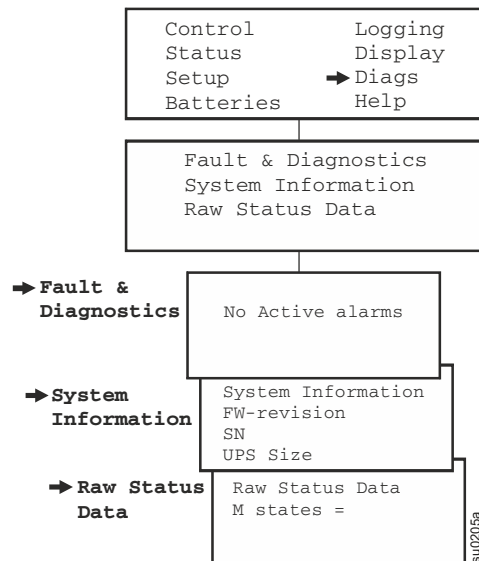 Control Logging
Status Display
Setup Diags
Batteries Help
Fault & Diagnostics
System Information
Raw Status Data
Fault &
Diagnostics
No Active alarms
System
Information
System Information
FW-revision
SN
UPS Size
Raw Status
Data
Raw Status Data
M states =
su0205a